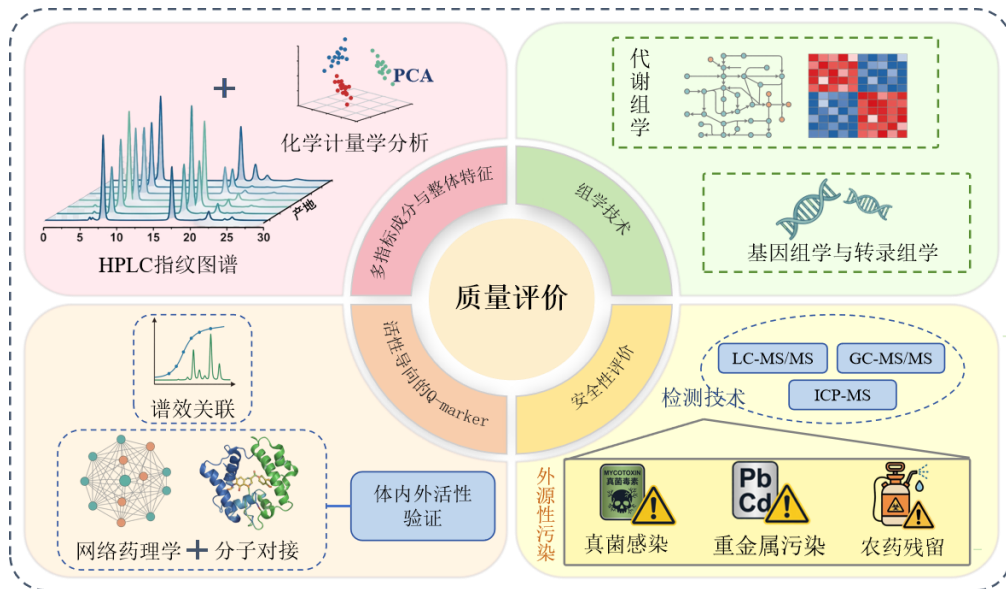 PCA
化学计量学分析
产地
0 5 10 15 20 25 30
HPLC指纹图谱
代谢组学
基因组学与转录组学
多指标成分与整体特征
组学技术
质量评价
活性导向的Q-marker
安全性评价
谱效关联
网络药理学+分子对接
体内外活性
验证
LC-MS/MS
GC-MS/MS
ICP-MS
检测技术
外源性污染
MYCOTOXIN
真菌毒素
Pb
Cd
真菌感染
重金属污染
农药残留